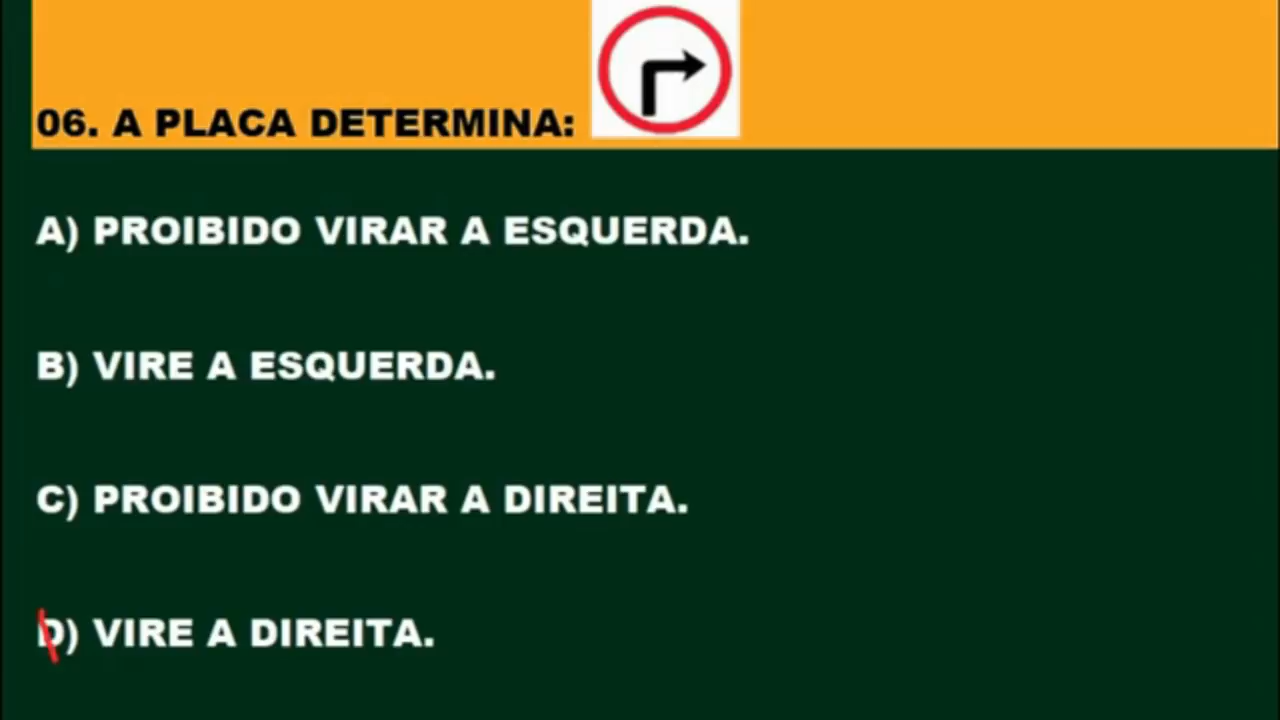 06. A PLACA DETERMINA:
A) PROIBIDO VIRAR A ESQUERDA.
B) VIRE A ESQUERDA.
C) PROIBIDO VIRAR A DIREITA.
D) VIRE A DIREITA.